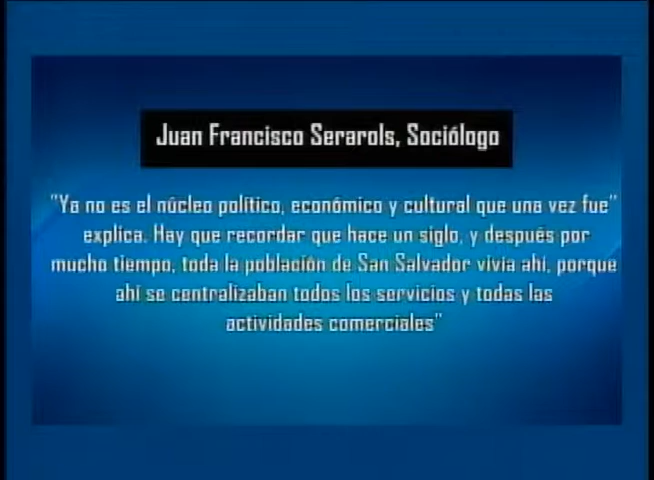 Juan Francisco Serarols, Sociólogo
"Ya no es el núcleo político, económico y cultural que una vez fue"
explica. Hay que recordar que hace un siglo, y después por
mucho tiempo, toda la población de San Salvador vivia ahí, porque
ahí se centralizaban todos los servicios y todas las
actividades comerciales"